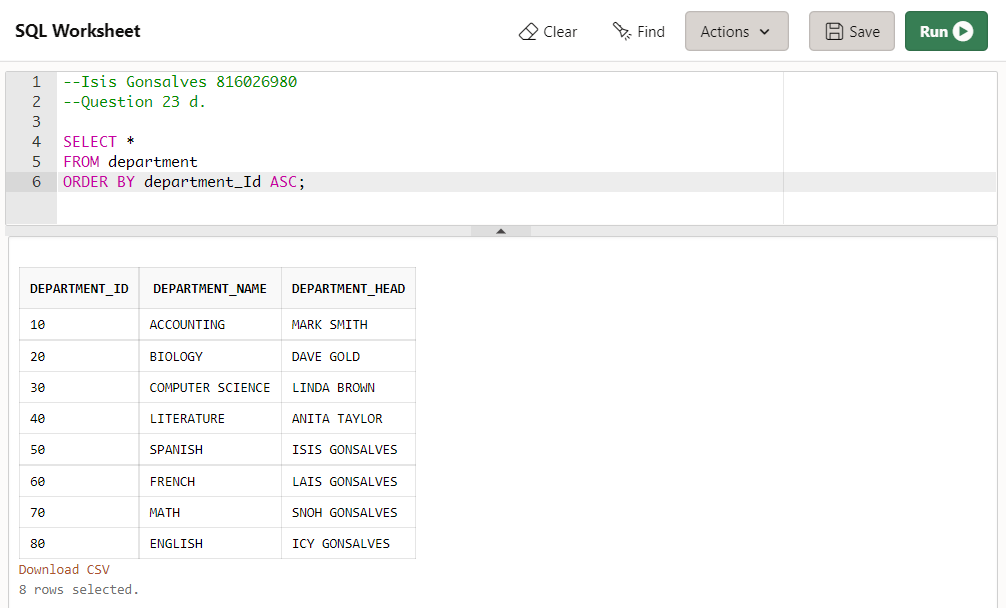 SQL Worksheet Clear Find Actions Save Run
1 --Isis Gonsalves 816026980
2 --Question 23 d.
3
4 SELECT *
5 FROM department
6 ORDER BY department_Id ASC;
DEPARTMENT_ID DEPARTMENT_NAME DEPARTMENT_HEAD
10 ACCOUNTING MARK SMITH
20 BIOLOGY DAVE GOLD
30 COMPUTER SCIENCE LINDA BROWN
40 LITERATURE ANITA TAYLOR
50 SPANISH ISIS GONSALVES
60 FRENCH LAIS GONSALVES
70 MATH SNOH GONSALVES
80 ENGLISH ICY GONSALVES
Download CSV
8 rows selected.